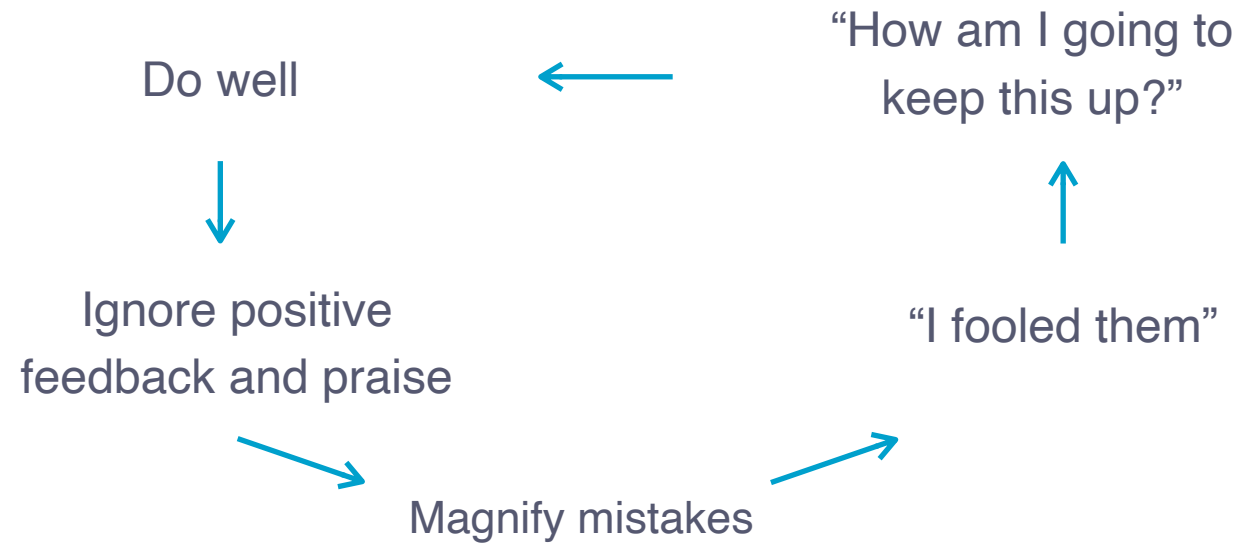 Do well
“How am I going to
keep this up?”
Ignore positive
feedback and praise
“I fooled them”
Magnify mistakes